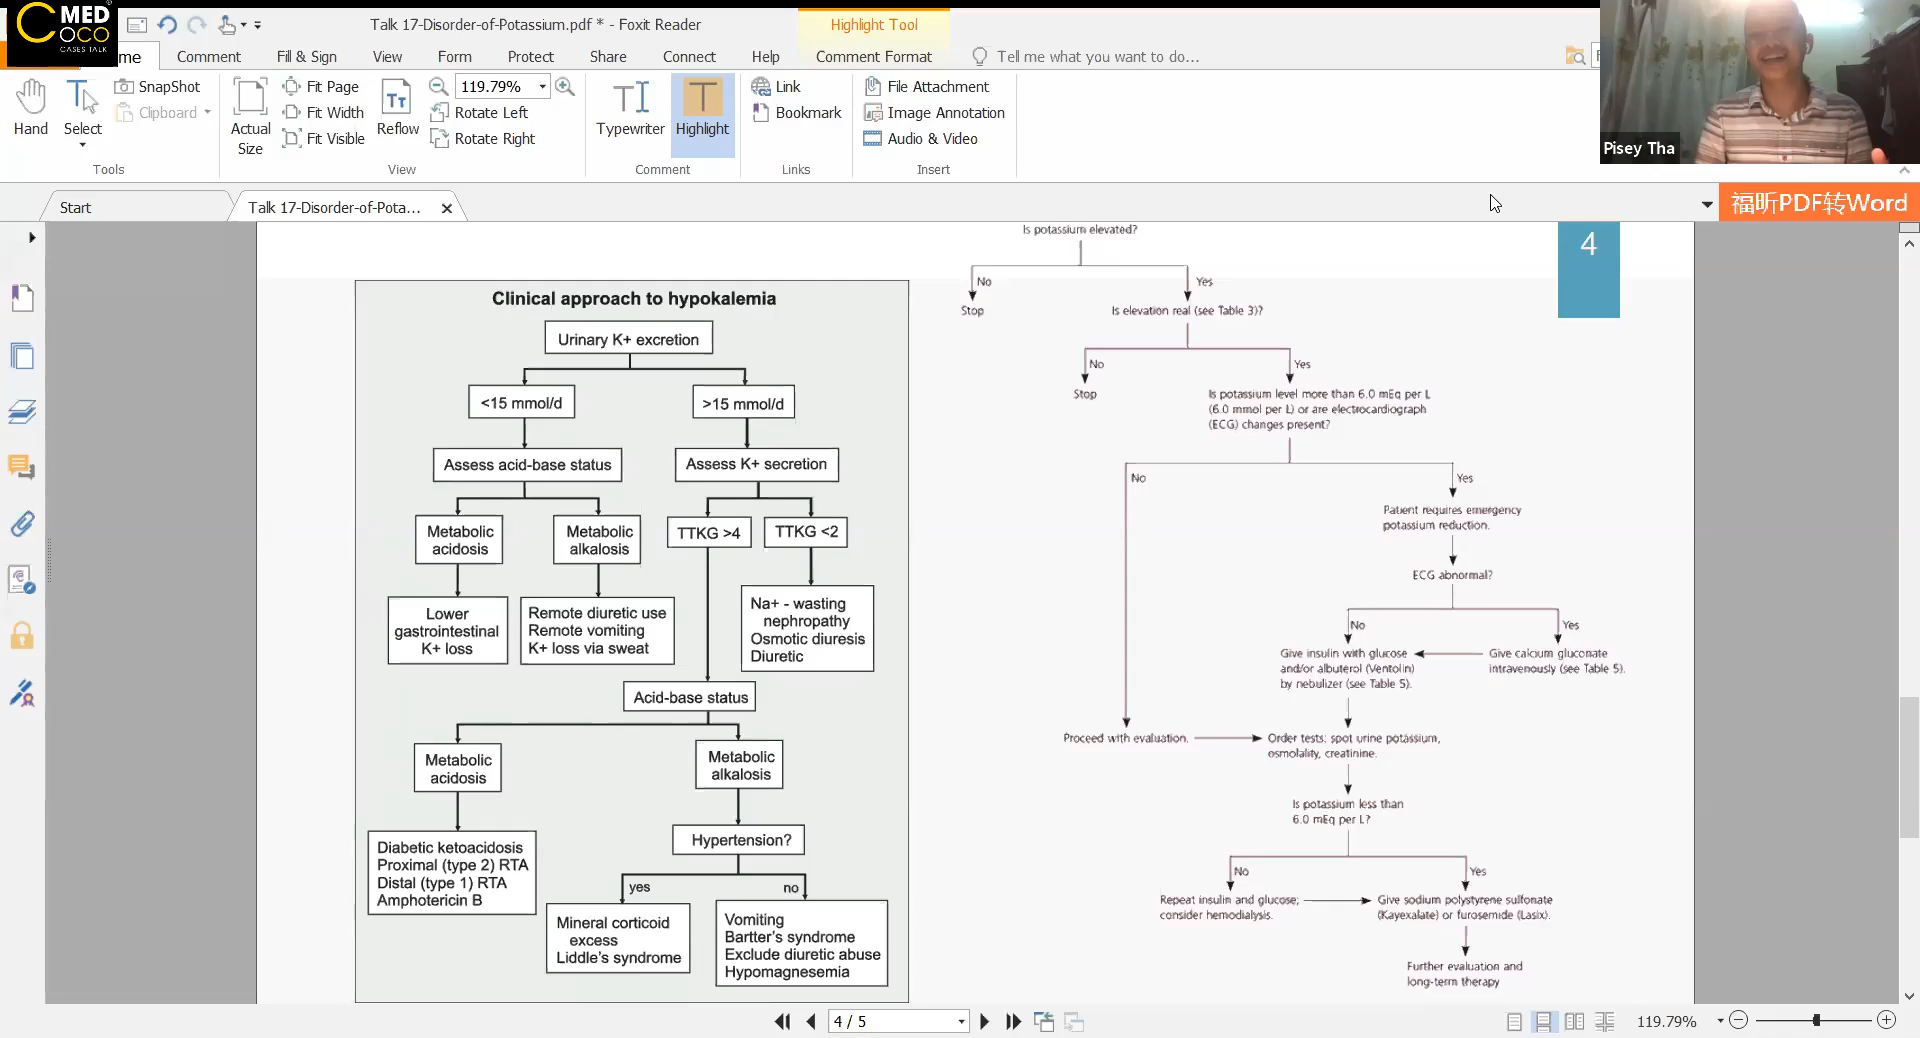 MED
COCO
CASES TALK
Talk 17-Disorder-of-Potassium.pdf * - Foxit Reader
Highlight Tool
Comment
Fill & Sign
View
Form
Protect
Share
Connect
Help
Comment Format
Tell me what you want to do...
Hand
Select
SnapShot
Clipboard
Tools
Actual
Size
Fit Page
Fit Width
Fit Visible
Reflow
119.79%
Rotate Left
Rotate Right
View
Typewriter
Highlight
Comment
Link
Bookmark
Links
File Attachment
Image Annotation
Audio & Video
Insert
Pisey Tha
Start
Talk 17-Disorder-of-Pota...
福昕PDF转Word
4
Clinical approach to hypokalemia
Urinary K+ excretion
<15 mmol/d
>15 mmol/d
Assess acid-base status
Assess K+ secretion
Metabolic
acidosis
Metabolic
alkalosis
TTKG >4
TTKG <2
Lower
gastrointestinal
K+ loss
Remote diuretic use
Remote vomiting
K+ loss via sweat
Na+ - wasting
nephropathy
Osmotic diuresis
Diuretic
Acid-base status
Metabolic
acidosis
Metabolic
alkalosis
Diabetic ketoacidosis
Proximal (type 2) RTA
Distal (type 1) RTA
Amphotericin B
Hypertension?
yes
no
Mineral corticoid
excess
Liddle's syndrome
Vomiting
Bartter's syndrome
Exclude diuretic abuse
Hypomagnesemia
Is potassium elevated?
No
Yes
Stop
Is elevation real (see Table 3)?
No
Yes
Stop
Is potassium level more than 6.0 mEq per L
(6.0 mmol per L) or are electrocardiograph
(ECG) changes present?
No
Yes
Patient requires emergency
potassium reduction.
ECG abnormal?
No
Yes
Give insulin with glucose
and/or albuterol (Ventolin)
by nebulizer (see Table 5).
Give calcium gluconate
intravenously (see Table 5).
Proceed with evaluation.
Order tests: spot urine potassium,
osmolality, creatinine.
Is potassium less than
6.0 mEq per L?
No
Yes
Repeat insulin and glucose;
consider hemodialysis.
Give sodium polystyrene sulfonate
(Kayexalate) or furosemide (Lasix).
Further evaluation and
long-term therapy
4 / 5
119.79%